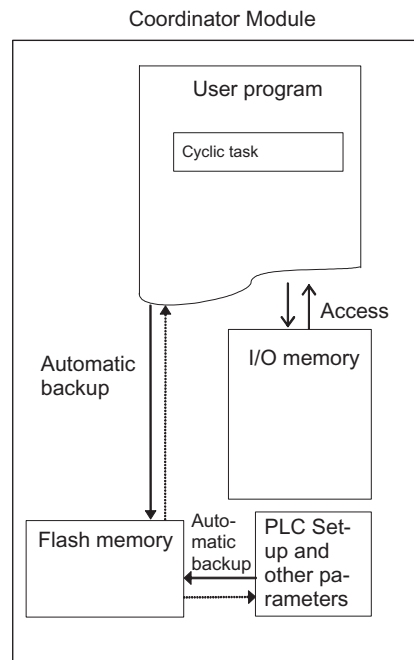 Coordinator Module
User program
Cyclic task
Access
I/O memory
Automatic
backup
Flash memory
Auto-
matic
backup
PLC Set-
up and
other pa-
rameters